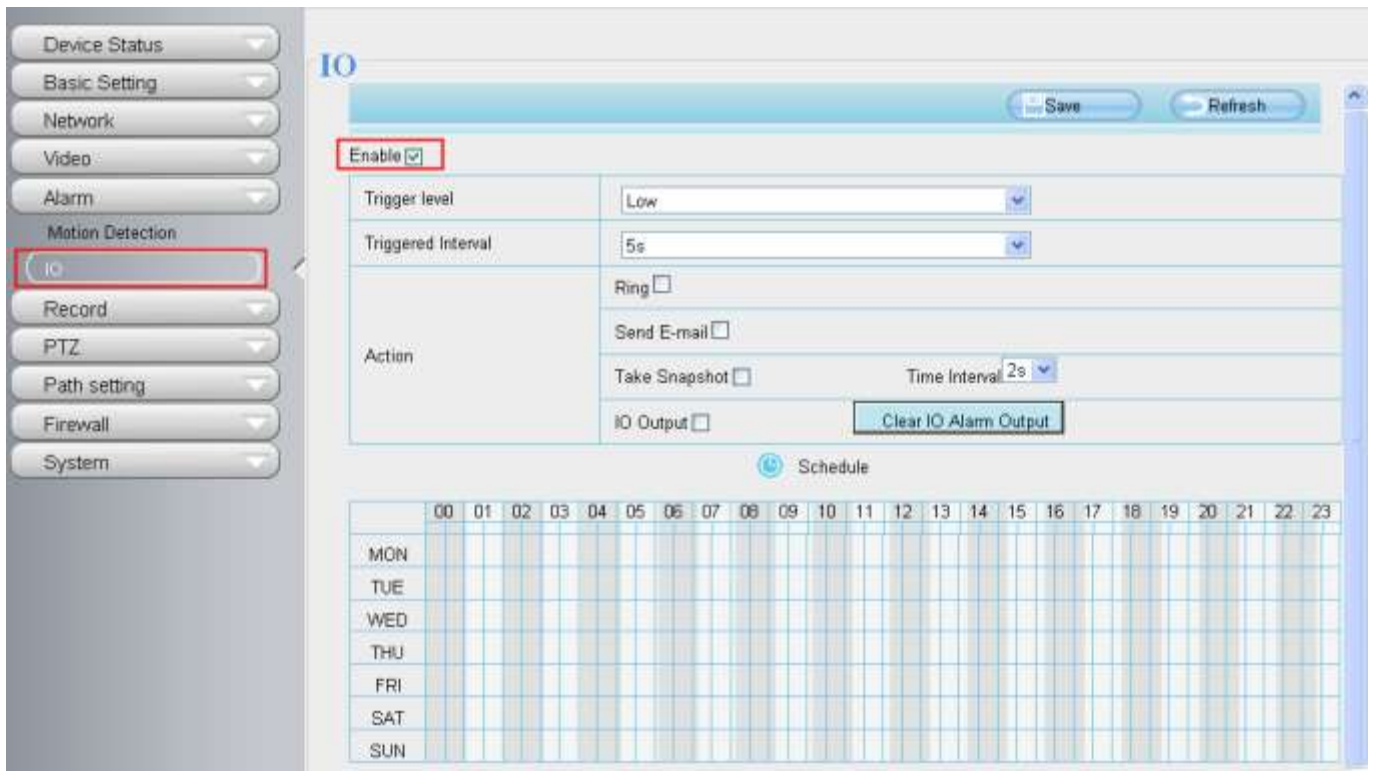 Device Status
Basic Setting
Network
Video
Alarm
Motion Detection
IO
Record
PTZ
Path setting
Firewall
System
IO
Save
Refresh
Enable
Trigger level
Low
Triggered Interval
5s
Action
Ring
Send E-mail
Take Snapshot
Time Interval 2s
IO Output
Clear IO Alarm Output
Schedule
00 01 02 03 04 05 06 07 08 09 10 11 12 13 14 15 16 17 18 19 20 21 22 23
MON
TUE
WED
THU
FRI
SAT
SUN